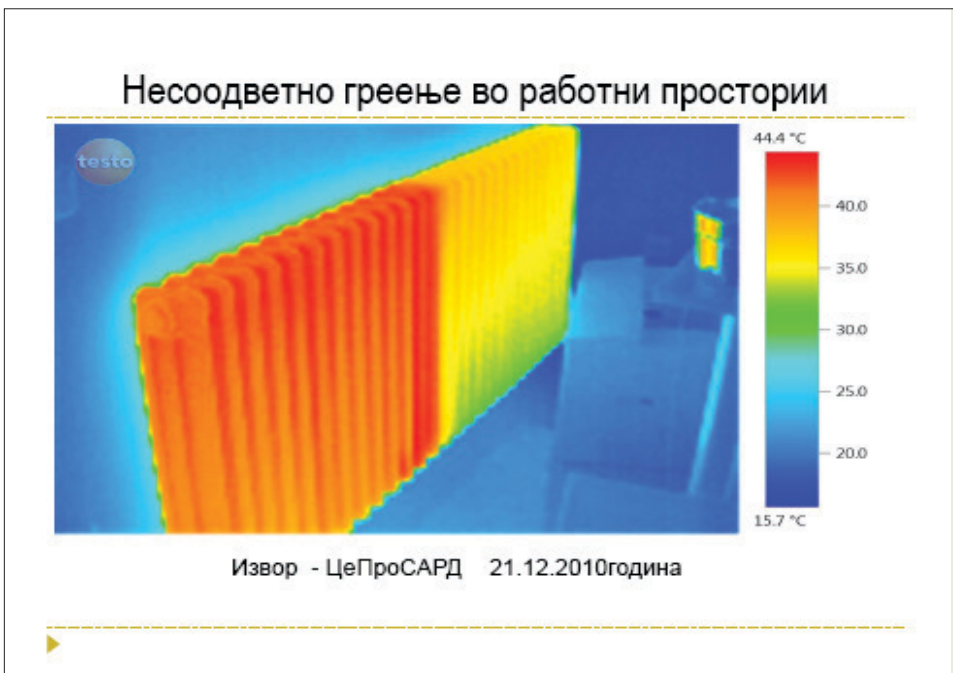 Несоодветно греење во работни простории
testo
44.4 °C
40.0
35.0
30.0
25.0
20.0
15.7 °C
Извор - ЦеПроСАРД 21.12.2010година